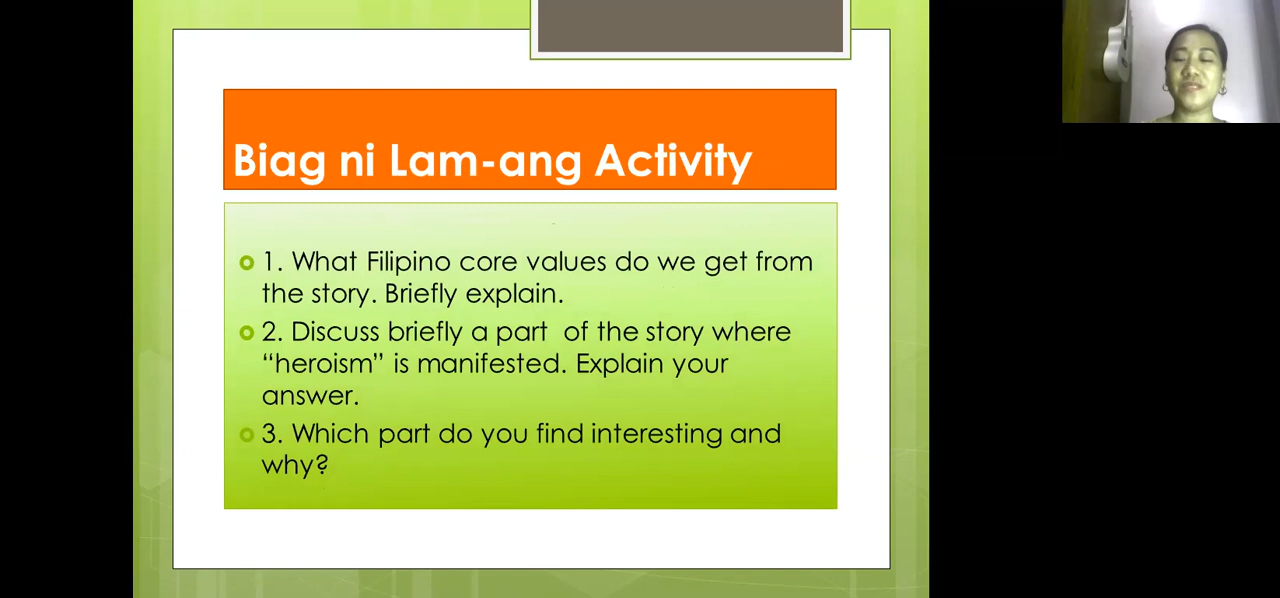 Biag ni Lam-ang Activity
1. What Filipino core values do we get from
the story. Briefly explain.
2. Discuss briefly a part of the story where
“heroism” is manifested. Explain your
answer.
3. Which part do you find interesting and
why?